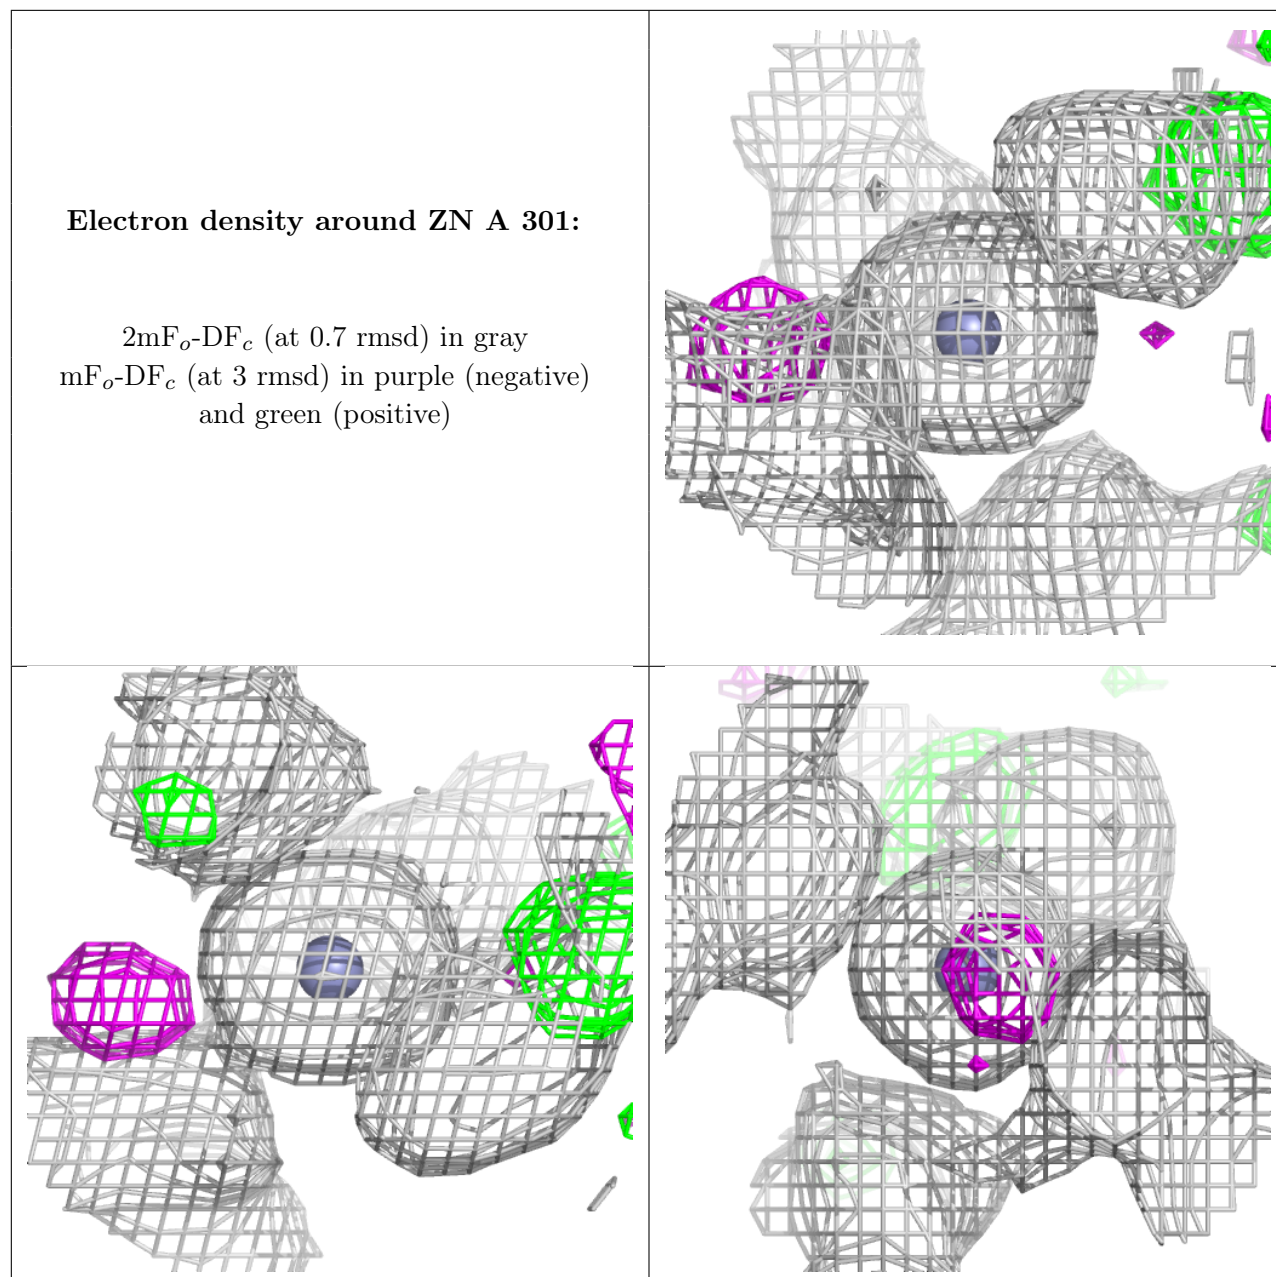 Electron density around ZN A 301:
2mFo-DFc (at 0.7 rmsd) in gray
mFo-DFc (at 3 rmsd) in purple (negative)
and green (positive)